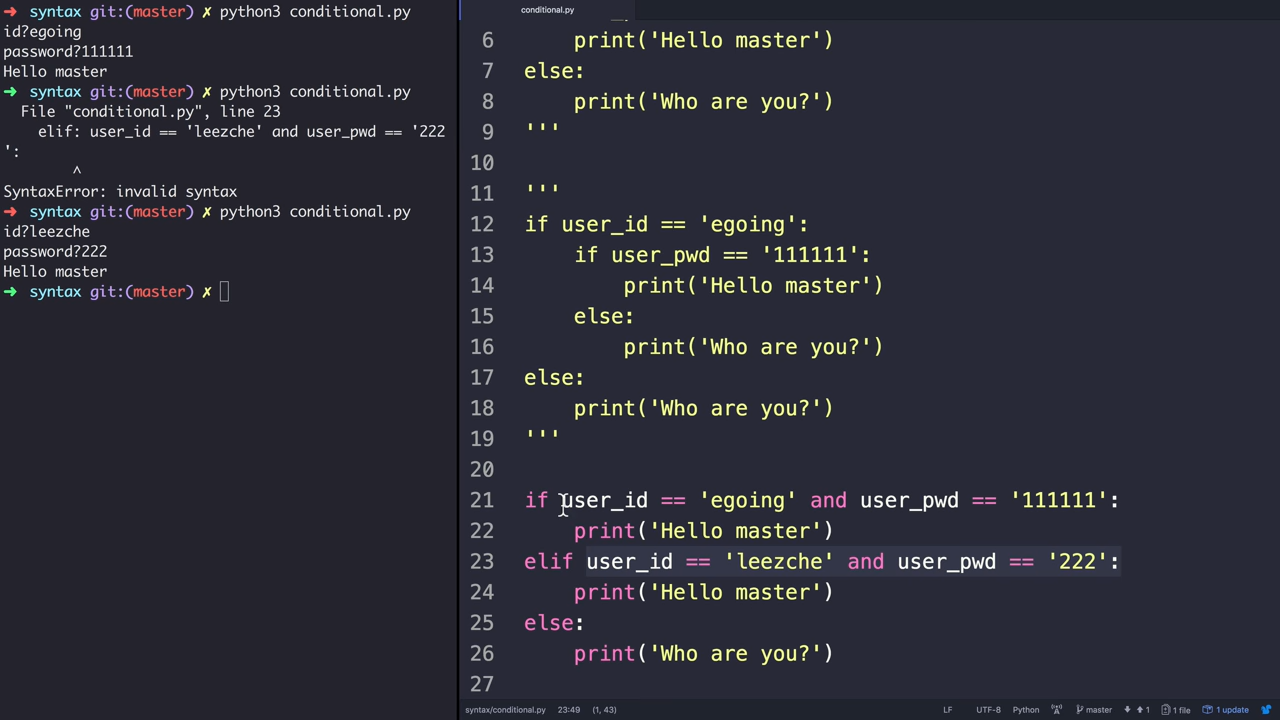 ➜ syntax git:(master) ✗ python3 conditional.py
id?egoing
password?111111
Hello master
➜ syntax git:(master) ✗ python3 conditional.py
  File "conditional.py", line 23
    elif: user_id == 'leezche' and user_pwd == '222
':
        ^
SyntaxError: invalid syntax
➜ syntax git:(master) ✗ python3 conditional.py
id?leezche
password?222
Hello master
➜ syntax git:(master) ✗
conditional.py
6     print('Hello master')
7 else:
8     print('Who are you?')
9 '''
10
11 '''
12 if user_id == 'egoing':
13     if user_pwd == '111111':
14         print('Hello master')
15     else:
16         print('Who are you?')
17 else:
18     print('Who are you?')
19 '''
20
21 if user_id == 'egoing' and user_pwd == '111111':
22     print('Hello master')
23 elif user_id == 'leezche' and user_pwd == '222':
24     print('Hello master')
25 else:
26     print('Who are you?')
27
syntax/conditional.py 23:49 (1, 43) LF UTF-8 Python master 1 1 file 1 update